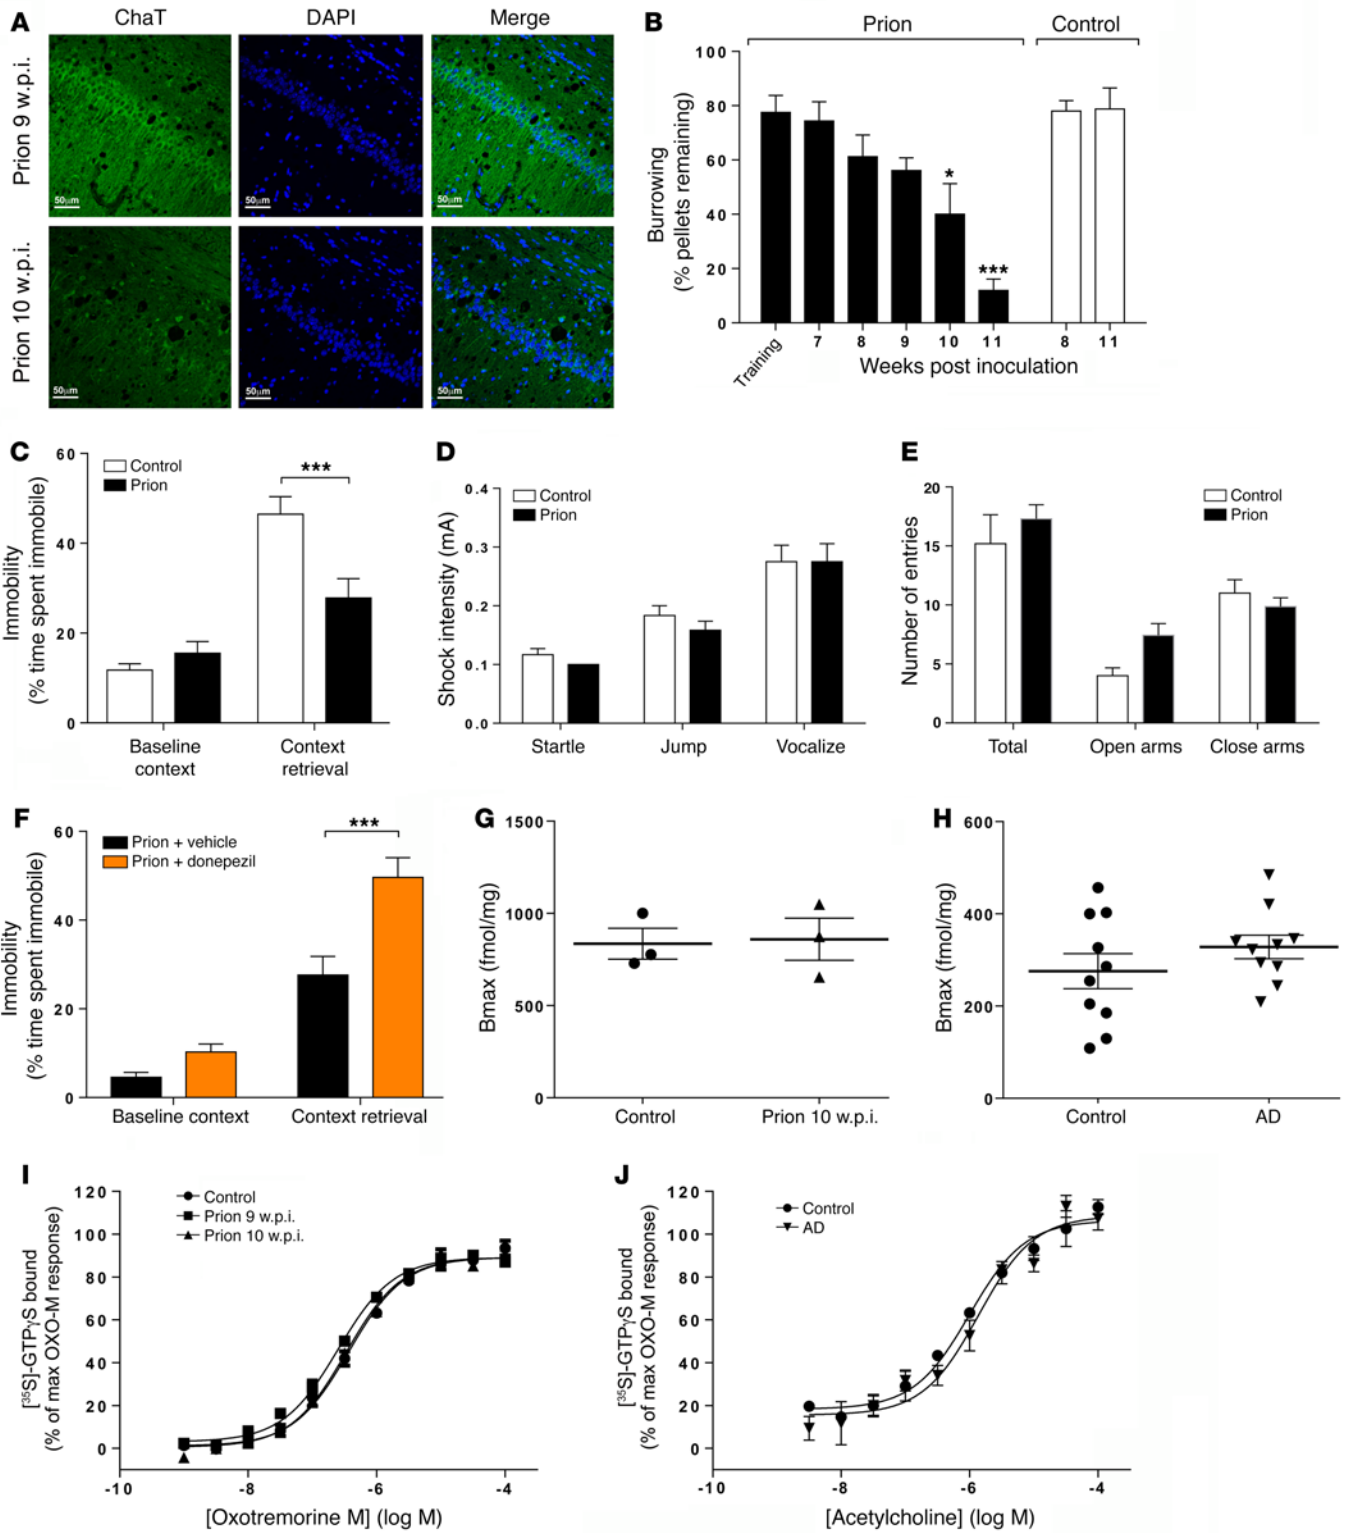 A
ChaT
DAPI
Merge
Prion 9 w.p.i.
50µm
50µm
50µm
Prion 10 w.p.i.
50µm
50µm
50µm
B
Prion
Control
Burrowing
(% pellets remaining)
100
80
60
40
20
0
*
***
Training
7
8
9
10
11
8
11
Weeks post inoculation
C
Immobility
(% time spent immobile)
60
40
20
0
Control
Prion
***
Baseline
context
Context
retrieval
D
Shock intensity (mA)
0.4
0.3
0.2
0.1
0.0
Control
Prion
Startle
Jump
Vocalize
E
Number of entries
20
15
10
5
0
Control
Prion
Total
Open arms
Close arms
F
Immobility
(% time spent immobile)
60
40
20
0
Prion + vehicle
Prion + donepezil
***
Baseline context
Context retrieval
G
Bmax (fmol/mg)
1500
1000
500
0
Control
Prion 10 w.p.i.
H
Bmax (fmol/mg)
600
400
200
0
Control
AD
I
[³⁵S]-GTPγS bound
(% of max OXO-M response)
120
100
80
60
40
20
0
Control
Prion 9 w.p.i.
Prion 10 w.p.i.
-10
-8
-6
-4
[Oxotremorine M] (log M)
J
[³⁵S]-GTPγS bound
(% of max OXO-M response)
120
100
80
60
40
20
0
Control
AD
-10
-8
-6
-4
[Acetylcholine] (log M)